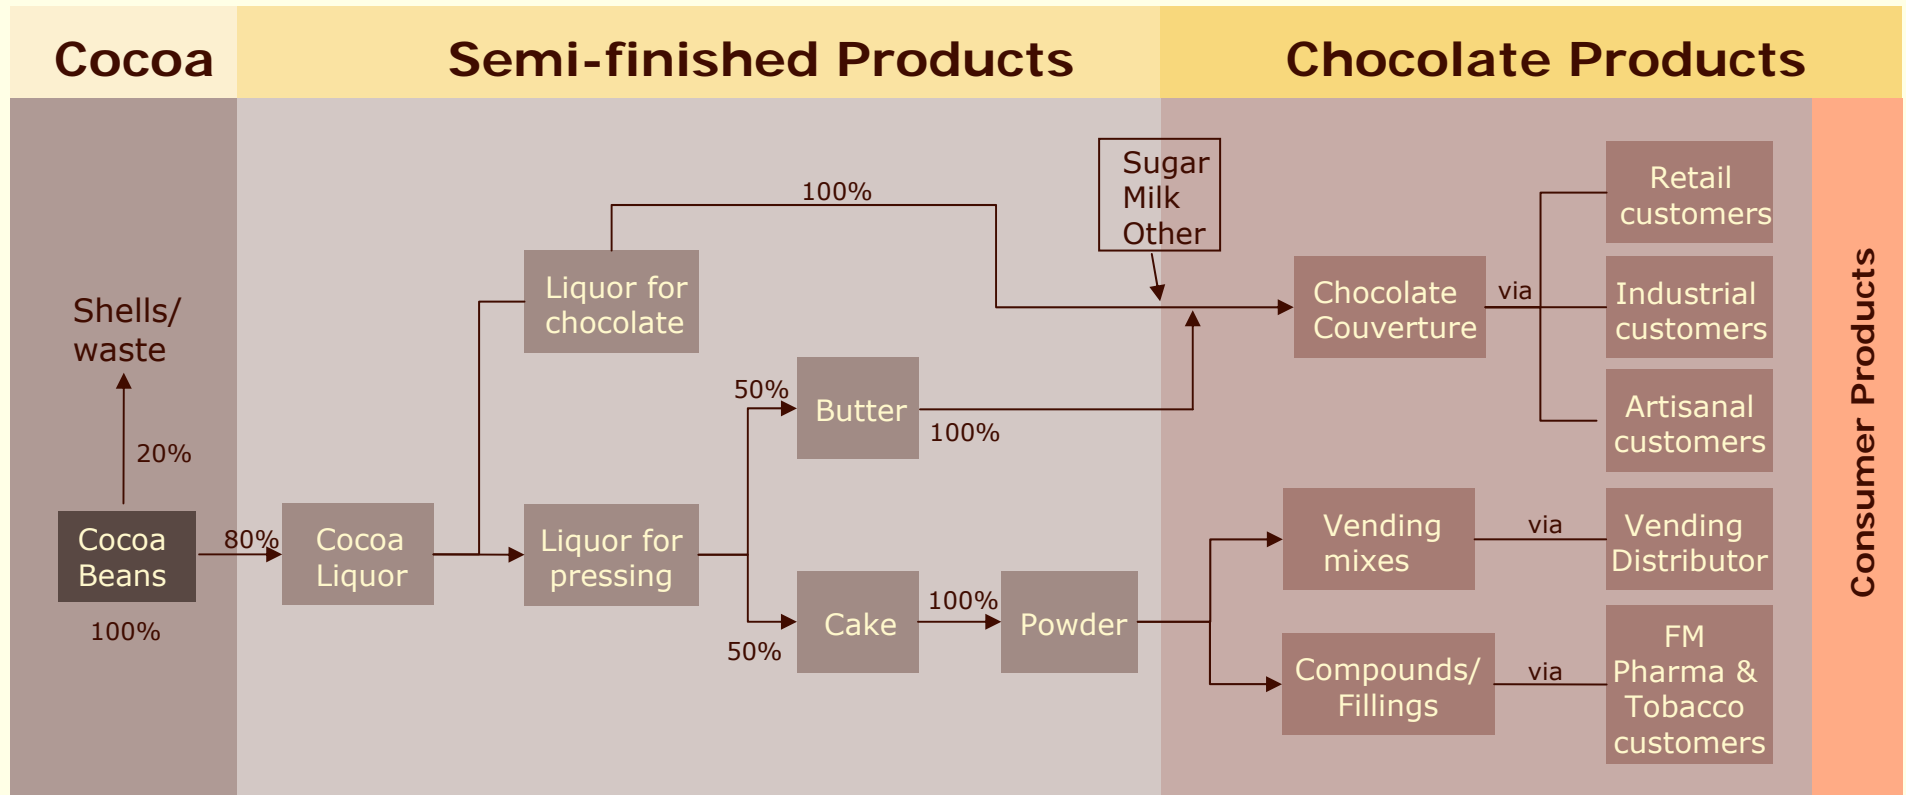 Cocoa
Semi-finished Products
Chocolate Products
Shells/
waste
20%
Cocoa
Beans
100%
80%
Cocoa
Liquor
Liquor for
chocolate
100%
Liquor for
pressing
50%
Butter
100%
50%
Cake
100%
Powder
Sugar
Milk
Other
Chocolate
Couverture
via
Retail
customers
Industrial
customers
Artisanal
customers
Vending
mixes
via
Vending
Distributor
Compounds/
Fillings
via
FM
Pharma &
Tobacco
customers
Consumer Products